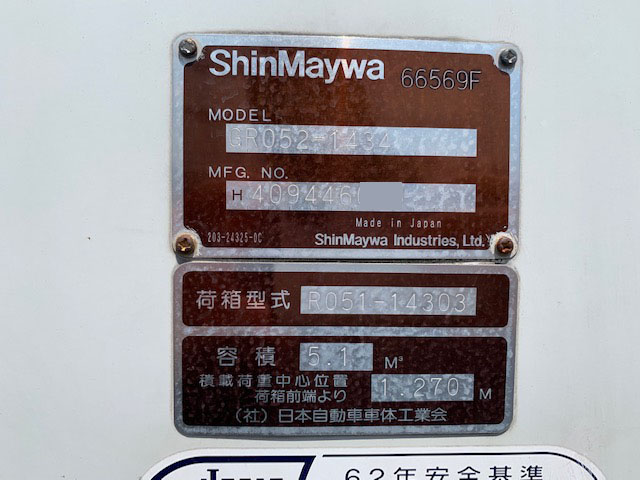 ShinMaywa 66569F
MODEL
GR052-1434
MFG. NO.
H 409446
Made in Japan
203-24325-0C ShinMaywa Industries, Ltd.
荷箱型式 R051-14303
容積 5.1 M³
積載荷重中心位置
荷箱前端より 1.270 M
(社)日本自動車車体工業会
62年安全基準